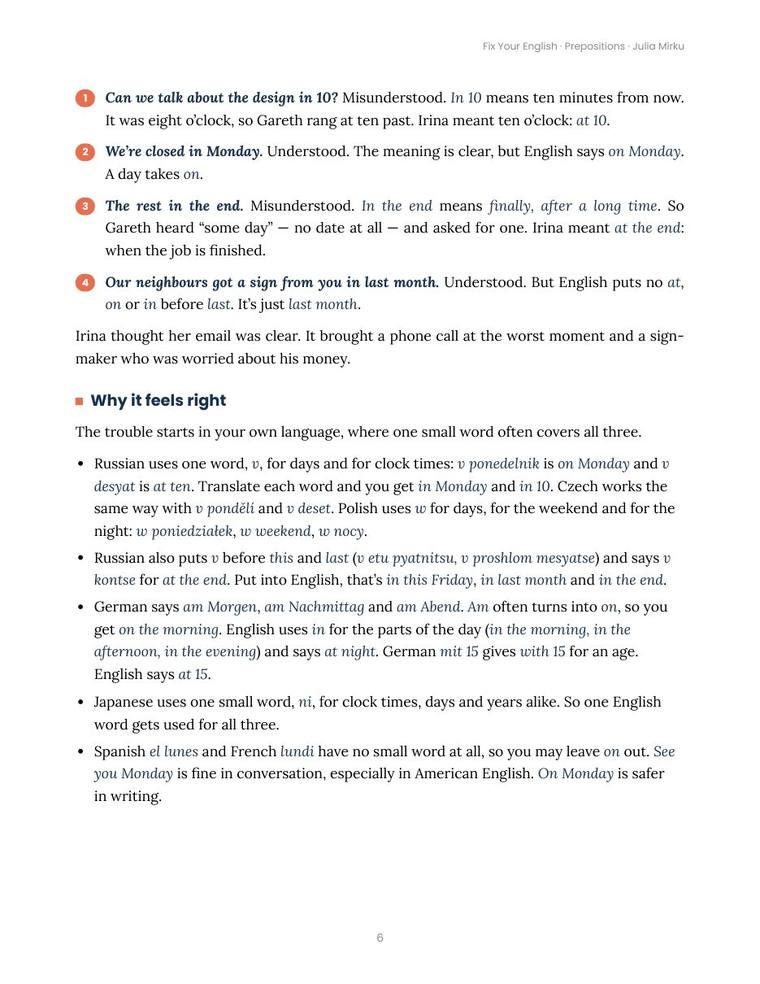 Fix Your English · Prepositions · Julia Mirku
1 Can we talk about the design in 10? Misunderstood. In 10 means ten minutes from now.
It was eight o’clock, so Gareth rang at ten past. Irina meant ten o’clock: at 10.
2 We’re closed in Monday. Understood. The meaning is clear, but English says on Monday.
A day takes on.
3 The rest in the end. Misunderstood. In the end means finally, after a long time. So
Gareth heard “some day” — no date at all — and asked for one. Irina meant at the end:
when the job is finished.
4 Our neighbours got a sign from you in last month. Understood. But English puts no at,
on or in before last. It’s just last month.
Irina thought her email was clear. It brought a phone call at the worst moment and a sign-
maker who was worried about his money.
Why it feels right
The trouble starts in your own language, where one small word often covers all three.
• Russian uses one word, v, for days and for clock times: v ponedelnik is on Monday and v
desyat is at ten. Translate each word and you get in Monday and in 10. Czech works the
same way with v pondělí and v deset. Polish uses w for days, for the weekend and for the
night: w poniedziałek, w weekend, w nocy.
• Russian also puts v before this and last (v etu pyatnitsu, v proshlom mesyatse) and says v
kontse for at the end. Put into English, that’s in this Friday, in last month and in the end.
• German says am Morgen, am Nachmittag and am Abend. Am often turns into on, so you
get on the morning. English uses in for the parts of the day (in the morning, in the
afternoon, in the evening) and says at night. German mit 15 gives with 15 for an age.
English says at 15.
• Japanese uses one small word, ni, for clock times, days and years alike. So one English
word gets used for all three.
• Spanish el lunes and French lundi have no small word at all, so you may leave on out. See
you Monday is fine in conversation, especially in American English. On Monday is safer
in writing.
6